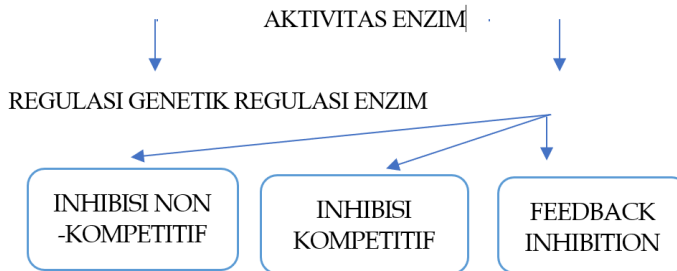 AKTIVITAS ENZIM
REGULASI GENETIK REGULASI ENZIM
INHIBISI NON
-KOMPETITIF
INHIBISI
KOMPETITIF
FEEDBACK
INHIBITION